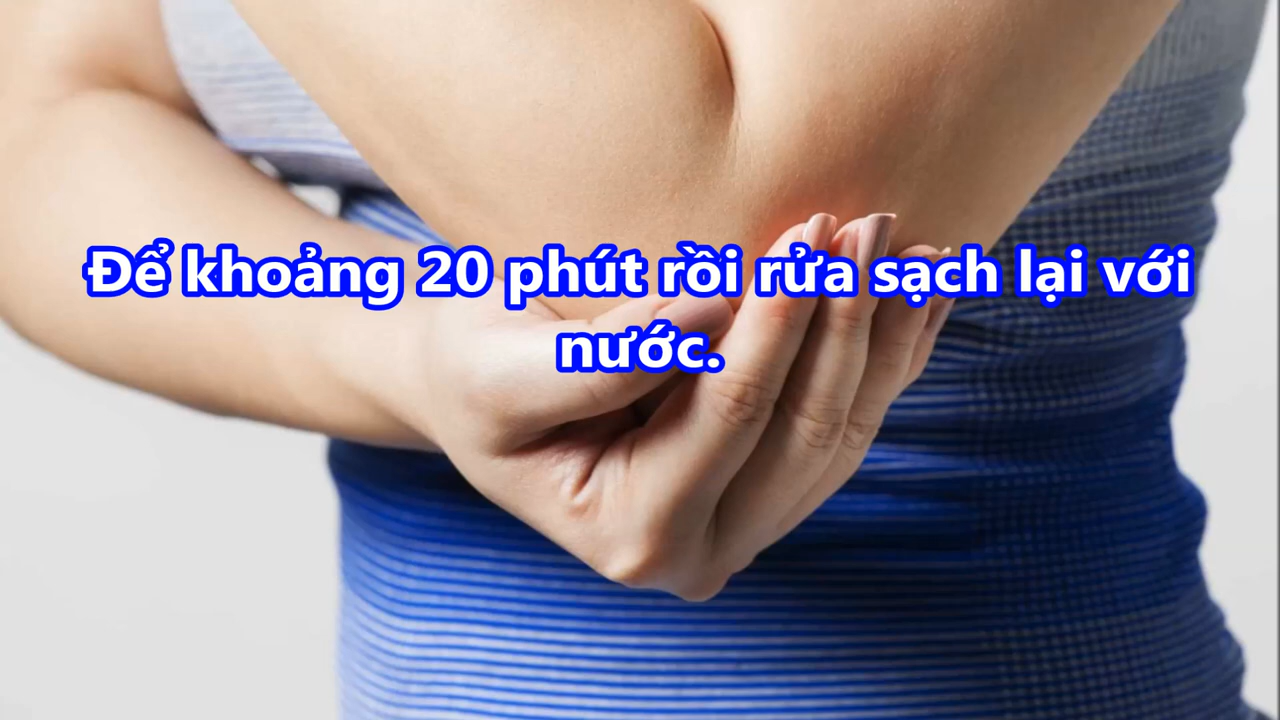 Để khoảng 20 phút rồi rửa sạch lại với
nước.